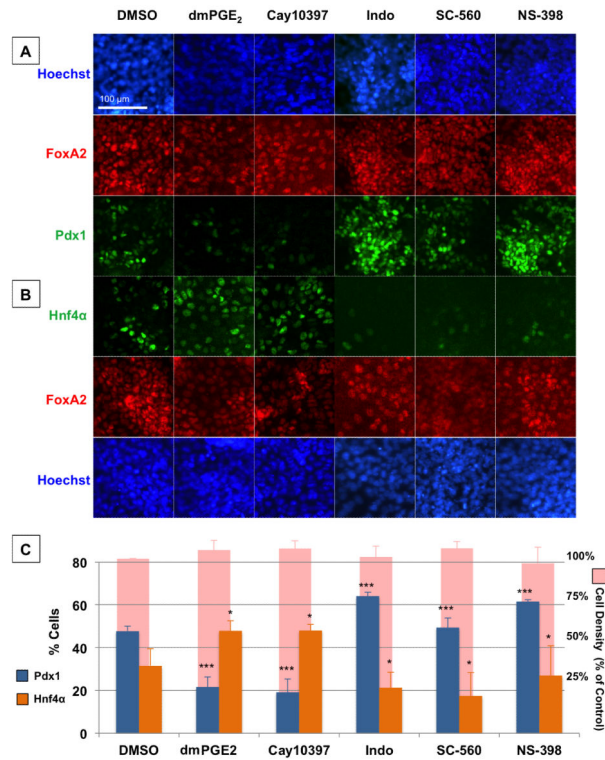 DMSO dmPGE₂ Cay10397 Indo SC-560 NS-398
A
Hoechst
100 μm
FoxA2
Pdx1
B
Hnf4α
FoxA2
Hoechst
C
80
60
40
20
0
% Cells
Pdx1
Hnf4α
*** * *** * *** * *** * *** *
100%
75%
50%
25%
Cell Density
(% of Control)
DMSO dmPGE2 Cay10397 Indo SC-560 NS-398